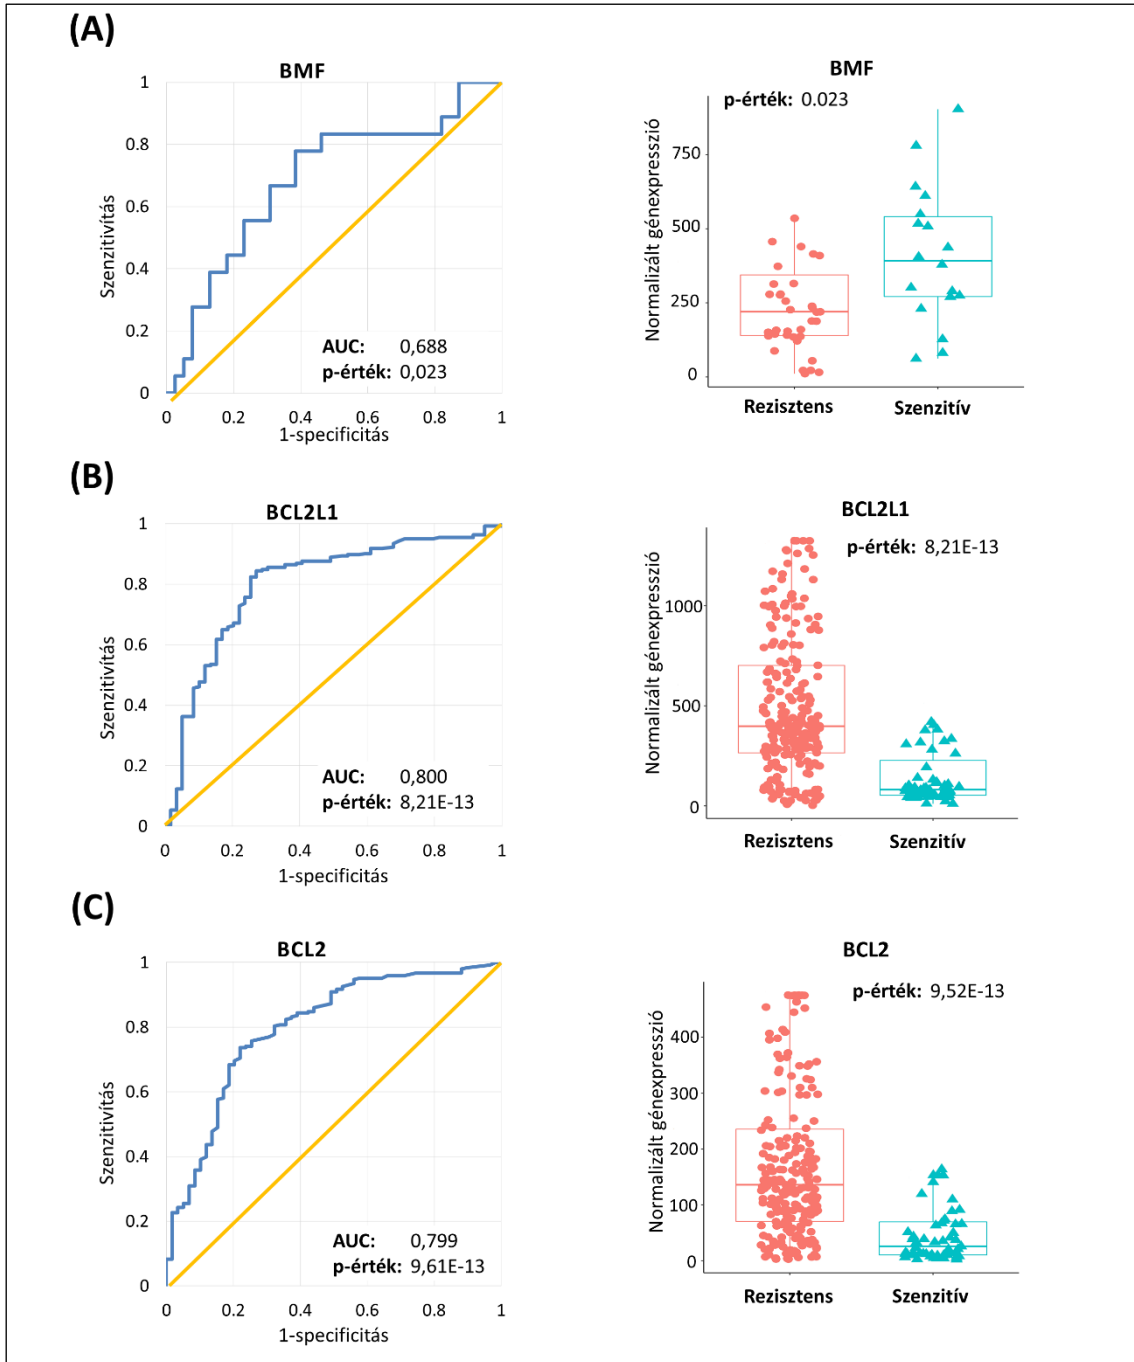 (A)
BMF
1
0.8
0.6
0.4
0.2
0
0
0.2
0.4
0.6
0.8
1
Szenzitivítás
1-specificitás
AUC: 0,688
p-érték: 0,023
BMF
p-érték: 0.023
Normalizált génexpresszió
750
500
250
0
Rezisztens
Szenzitív
(B)
BCL2L1
1
0.8
0.6
0.4
0.2
0
0
0.2
0.4
0.6
0.8
1
Szenzitivítás
1-specificitás
AUC: 0,800
p-érték: 8,21E-13
BCL2L1
p-érték: 8,21E-13
Normalizált génexpresszió
1000
500
0
Rezisztens
Szenzitív
(C)
BCL2
1
0.8
0.6
0.4
0.2
0
0
0.2
0.4
0.6
0.8
1
Szenzitivítás
1-specificitás
AUC: 0,799
p-érték: 9,61E-13
BCL2
p-érték: 9,52E-13
Normalizált génexpresszió
400
300
200
100
0
Rezisztens
Szenzitív